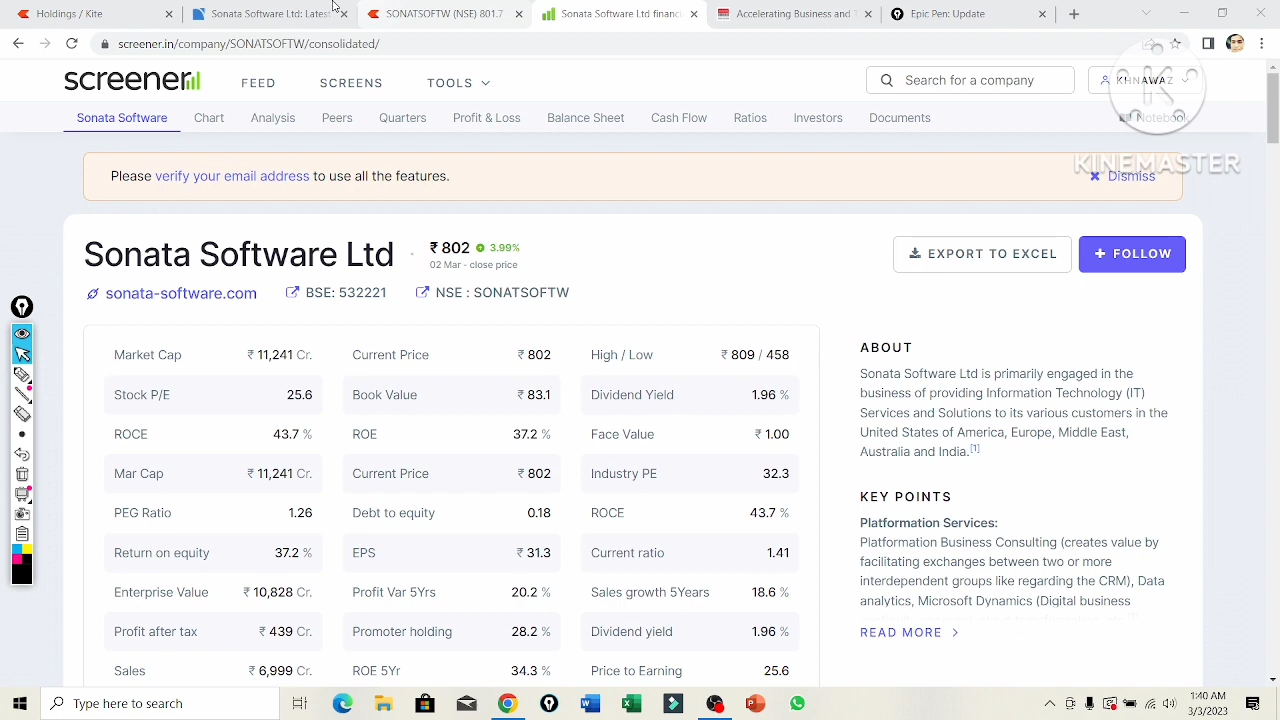 Holdings / Kite
Sonata Software Ltd: Lates
SONATSOFTW (NSE) 801.7
Sonata Software Ltd financi
Accelerating Business and T
Epic Pen: Update
screener.in/company/SONATSOFTW/consolidated/
screener
FEED
SCREENS
TOOLS
Search for a company
KHNAWAZ
Sonata Software
Chart
Analysis
Peers
Quarters
Profit & Loss
Balance Sheet
Cash Flow
Ratios
Investors
Documents
Notebook
K
KINEMASTER
Please verify your email address to use all the features.
Dismiss
Sonata Software Ltd
₹ 802 3.99%
02 Mar - close price
EXPORT TO EXCEL
+ FOLLOW
sonata-software.com
BSE: 532221
NSE : SONATSOFTW
Market Cap ₹ 11,241 Cr.
Current Price ₹ 802
High / Low ₹ 809 / 458
Stock P/E 25.6
Book Value ₹ 83.1
Dividend Yield 1.96 %
ROCE 43.7 %
ROE 37.2 %
Face Value ₹ 1.00
Mar Cap ₹ 11,241 Cr.
Current Price ₹ 802
Industry PE 32.3
PEG Ratio 1.26
Debt to equity 0.18
ROCE 43.7 %
Return on equity 37.2 %
EPS ₹ 31.3
Current ratio 1.41
Enterprise Value ₹ 10,828 Cr.
Profit Var 5Yrs 20.2 %
Sales growth 5Years 18.6 %
Profit after tax ₹ 439 Cr.
Promoter holding 28.2 %
Dividend yield 1.96 %
Sales ₹ 6,999 Cr.
ROE 5Yr 34.3 %
Price to Earning 25.6
ABOUT
Sonata Software Ltd is primarily engaged in the
business of providing Information Technology (IT)
Services and Solutions to its various customers in the
United States of America, Europe, Middle East,
Australia and India.[1]
KEY POINTS
Platformation Services:
Platformation Business Consulting (creates value by
facilitating exchanges between two or more
interdependent groups like regarding the CRM), Data
analytics, Microsoft Dynamics (Digital business
READ MORE
Type here to search
1:40 AM
3/3/2023